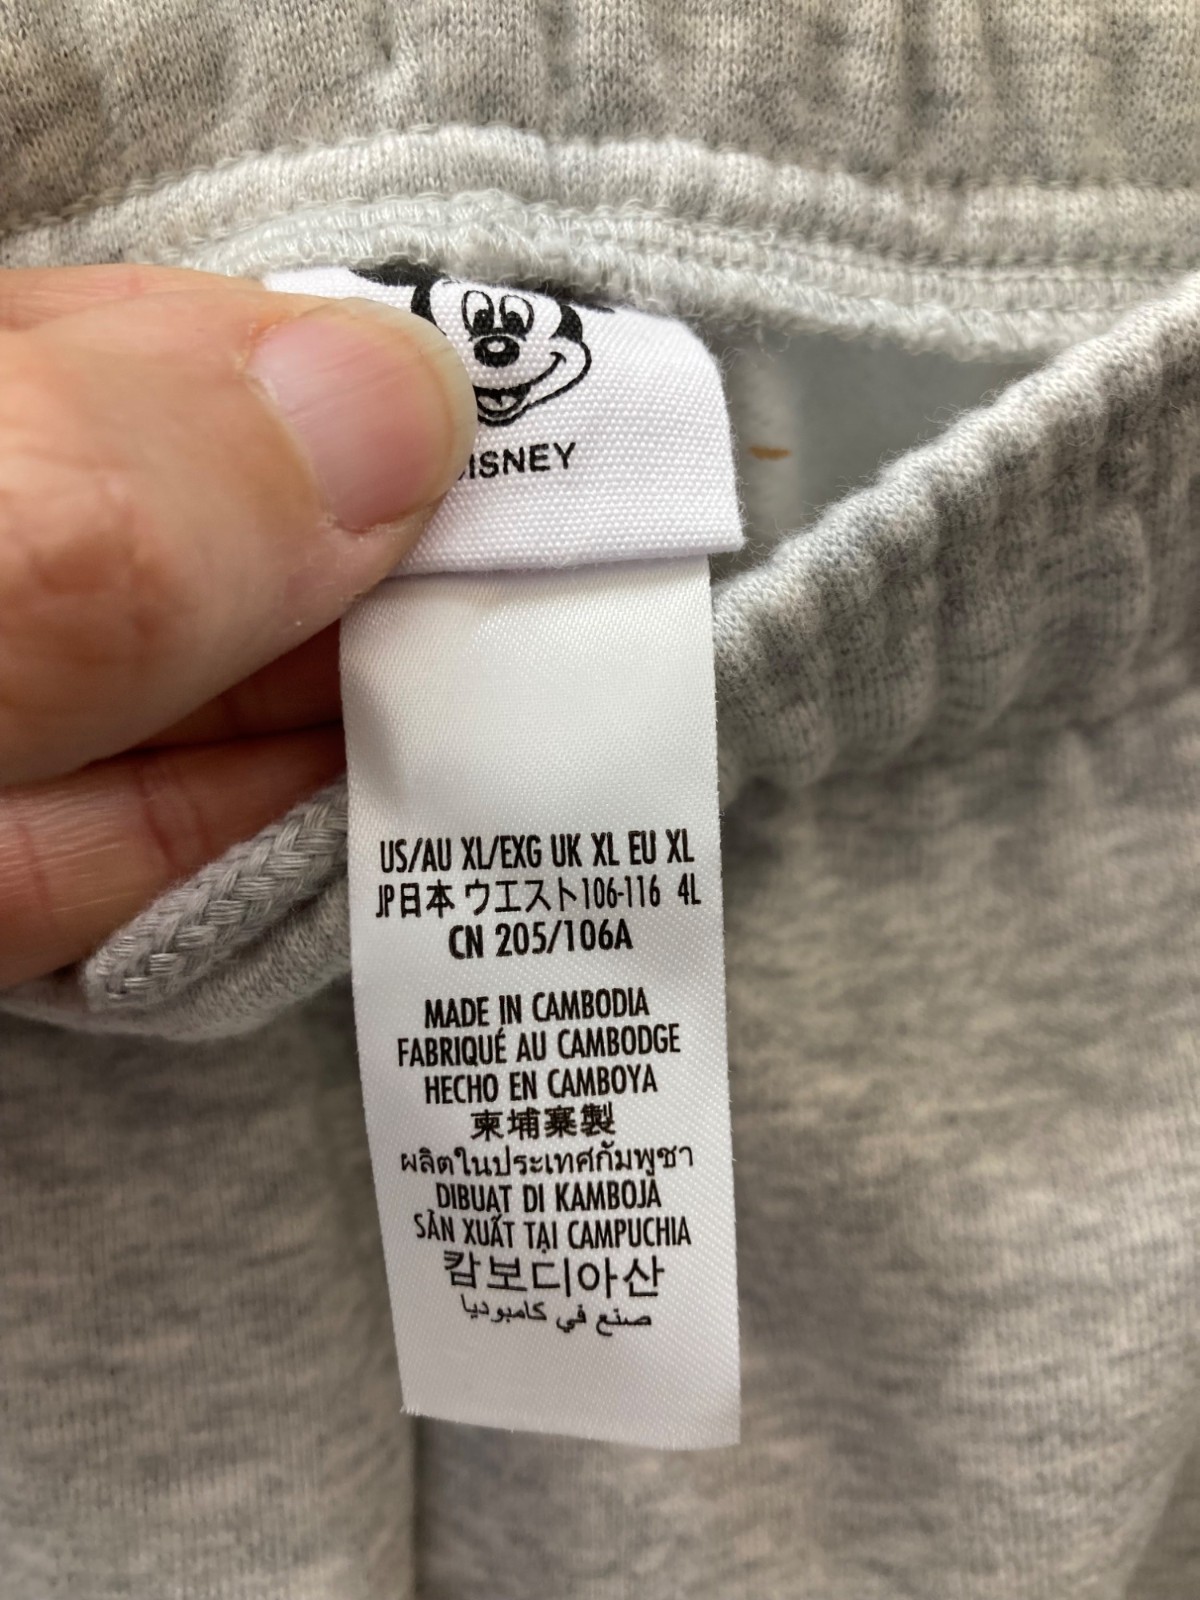 DISNEY
US/AU XL/EXG UK XL EU XL
JP日本 ウエスト106-116 4L
CN 205/106A
MADE IN CAMBODIA
FABRIQUÉ AU CAMBODGE
HECHO EN CAMBOYA
柬埔寨製
ผลิตในประเทศกัมพูชา
DIBUAT DI KAMBOJA
SẢN XUẤT TẠI CAMPUCHIA
캄보디아산
صنع في كامبوديا